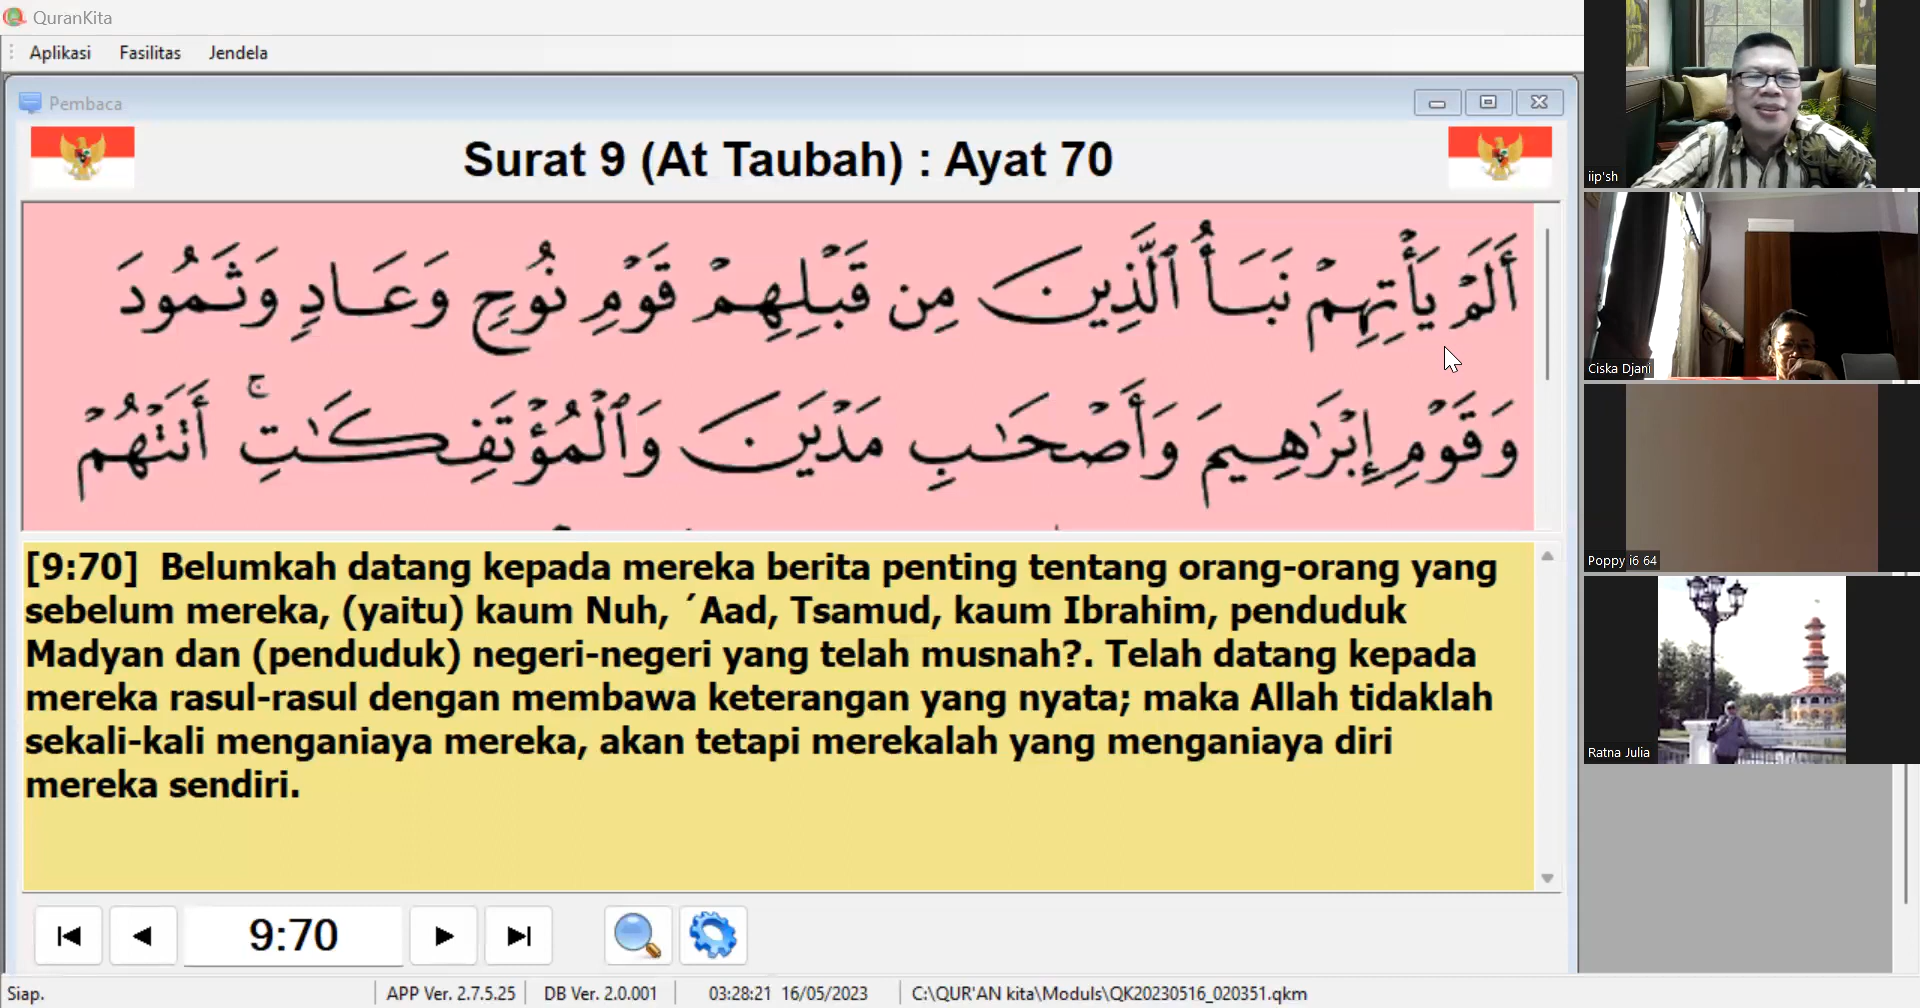 QuranKita
Aplikasi Fasilitas Jendela
Pembaca
Surat 9 (At Taubah) : Ayat 70
أَلَمْ يَأْتِهِمْ نَبَأُ ٱلَّذِينَ مِن قَبْلِهِمْ قَوْمِ نُوحٍ وَعَادٍ وَثَمُودَ
وَقَوْمِ إِبْرَٰهِيمَ وَأَصْحَٰبِ مَدْيَنَ وَٱلْمُؤْتَفِكَٰتِ ۚ أَتَتْهُمْ
[9:70] Belumkah datang kepada mereka berita penting tentang orang-orang yang
sebelum mereka, (yaitu) kaum Nuh, ´Aad, Tsamud, kaum Ibrahim, penduduk
Madyan dan (penduduk) negeri-negeri yang telah musnah?. Telah datang kepada
mereka rasul-rasul dengan membawa keterangan yang nyata; maka Allah tidaklah
sekali-kali menganiaya mereka, akan tetapi merekalah yang menganiaya diri
mereka sendiri.
9:70
Siap. APP Ver. 2.7.5.25 DB Ver. 2.0.001 03:28:21 16/05/2023 C:\QUR'AN kita\Moduls\QK20230516_020351.qkm
iip'sh
Ciska Djani
Poppy i6 64
Ratna Julia